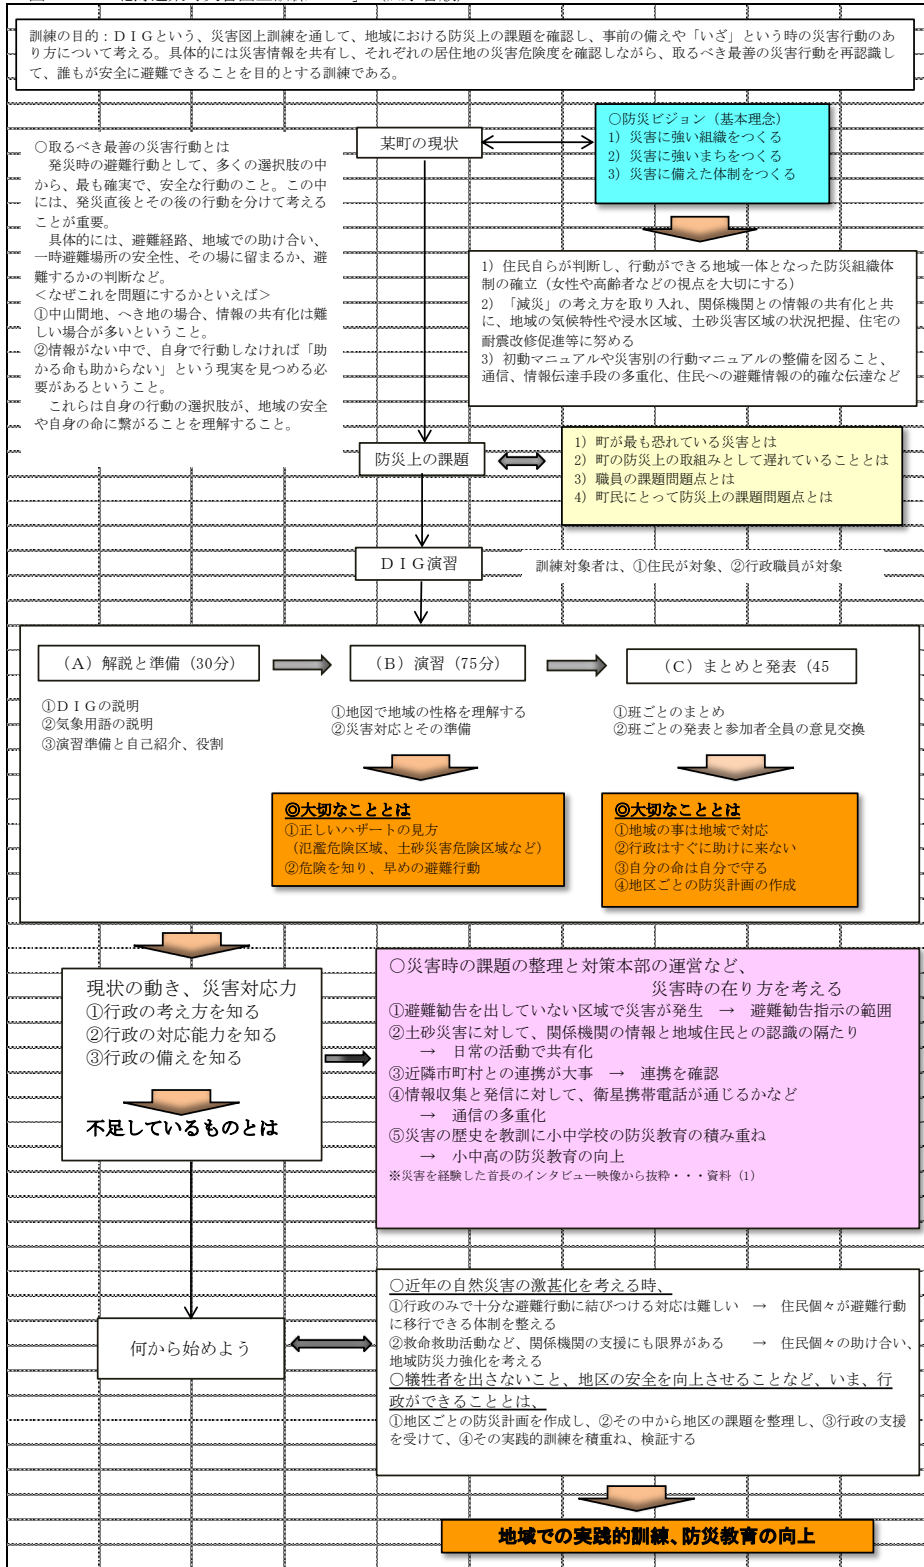 訓練の目的：ＤＩＧという、災害図上訓練を通して、地域における防災上の課題を確認し、事前の備えや「いざ」という時の災害行動のあ
り方について考える。具体的には災害情報を共有し、それぞれの居住地の災害危険度を確認しながら、取るべき最善の災害行動を再認識し
て、誰もが安全に避難できることを目的とする訓練である。
○取るべき最善の災害行動とは
発災時の避難行動として、多くの選択肢の中
から、最も確実で、安全な行動のこと。この中
には、発災直後とその後の行動を分けて考える
ことが重要。
具体的には、避難経路、地域での助け合い、
一時避難場所の安全性、その場に留まるか、避
難するかの判断など。
＜なぜこれを問題にするかといえば＞
①中山間地、へき地の場合、情報の共有化は難
しい場合が多いということ。
②情報がない中で、自身で行動しなければ「助
かる命も助からない」という現実を見つめる必
要があるということ。
これらは自身の行動の選択肢が、地域の安全
や自身の命に繋がることを理解すること。
某町の現状
○防災ビジョン（基本理念）
1）災害に強い組織をつくる
2）災害に強いまちをつくる
3）災害に備えた体制をつくる
1）住民自らが判断し、行動ができる地域一体となった防災組織体
制の確立（女性や高齢者などの視点を大切にする）
2）「減災」の考え方を取り入れ、関係機関との情報の共有化と共
に、地域の気候特性や浸水区域、土砂災害区域の状況把握、住宅の
耐震改修促進等に努める
3）初動マニュアルや災害別の行動マニュアルの整備を図ること、
通信、情報伝達手段の多重化、住民への避難情報の的確な伝達など
防災上の課題
1）町が最も恐れている災害とは
2）町の防災上の取組みとして遅れていることとは
3）職員の課題問題点とは
4）町民にとって防災上の課題問題点とは
ＤＩＧ演習
訓練対象者は、①住民が対象、②行政職員が対象
（A）解説と準備（30分）
①ＤＩＧの説明
②気象用語の説明
③演習準備と自己紹介、役割
（B）演習（75分）
①地図で地域の性格を理解する
②災害対応とその準備
◎大切なこととは
①正しいハザートの見方
（氾濫危険区域、土砂災害危険区域など）
②危険を知り、早めの避難行動
（C）まとめと発表（45
①班ごとのまとめ
②班ごとの発表と参加者全員の意見交換
◎大切なこととは
①地域の事は地域で対応
②行政はすぐに助けに来ない
③自分の命は自分で守る
④地区ごとの防災計画の作成
現状の動き、災害対応力
①行政の考え方を知る
②行政の対応能力を知る
③行政の備えを知る
不足しているものとは
○災害時の課題の整理と対策本部の運営など、
災害時の在り方を考える
①避難勧告を出していない区域で災害が発生　→　避難勧告指示の範囲
②土砂災害に対して、関係機関の情報と地域住民との認識の隔たり
→　日常の活動で共有化
③近隣市町村との連携が大事　→　連携を確認
④情報収集と発信に対して、衛星携帯電話が通じるかなど
→　通信の多重化
⑤災害の歴史を教訓に小中学校の防災教育の積み重ね
→　小中高の防災教育の向上
※災害を経験した首長のインタビュー映像から抜粋・・・資料（1）
何から始めよう
○近年の自然災害の激甚化を考える時、
①行政のみで十分な避難行動に結びつける対応は難しい　→　住民個々が避難行動
に移行できる体制を整える
②救命救助活動など、関係機関の支援にも限界がある　→　住民個々の助け合い、
地域防災力強化を考える
○犠牲者を出さないこと、地区の安全を向上させることなど、いま、行
政ができることとは、
①地区ごとの防災計画を作成し、②その中から地区の課題を整理し、③行政の支援
を受けて、④その実践的訓練を積重ね、検証する
地域での実践的訓練、防災教育の向上